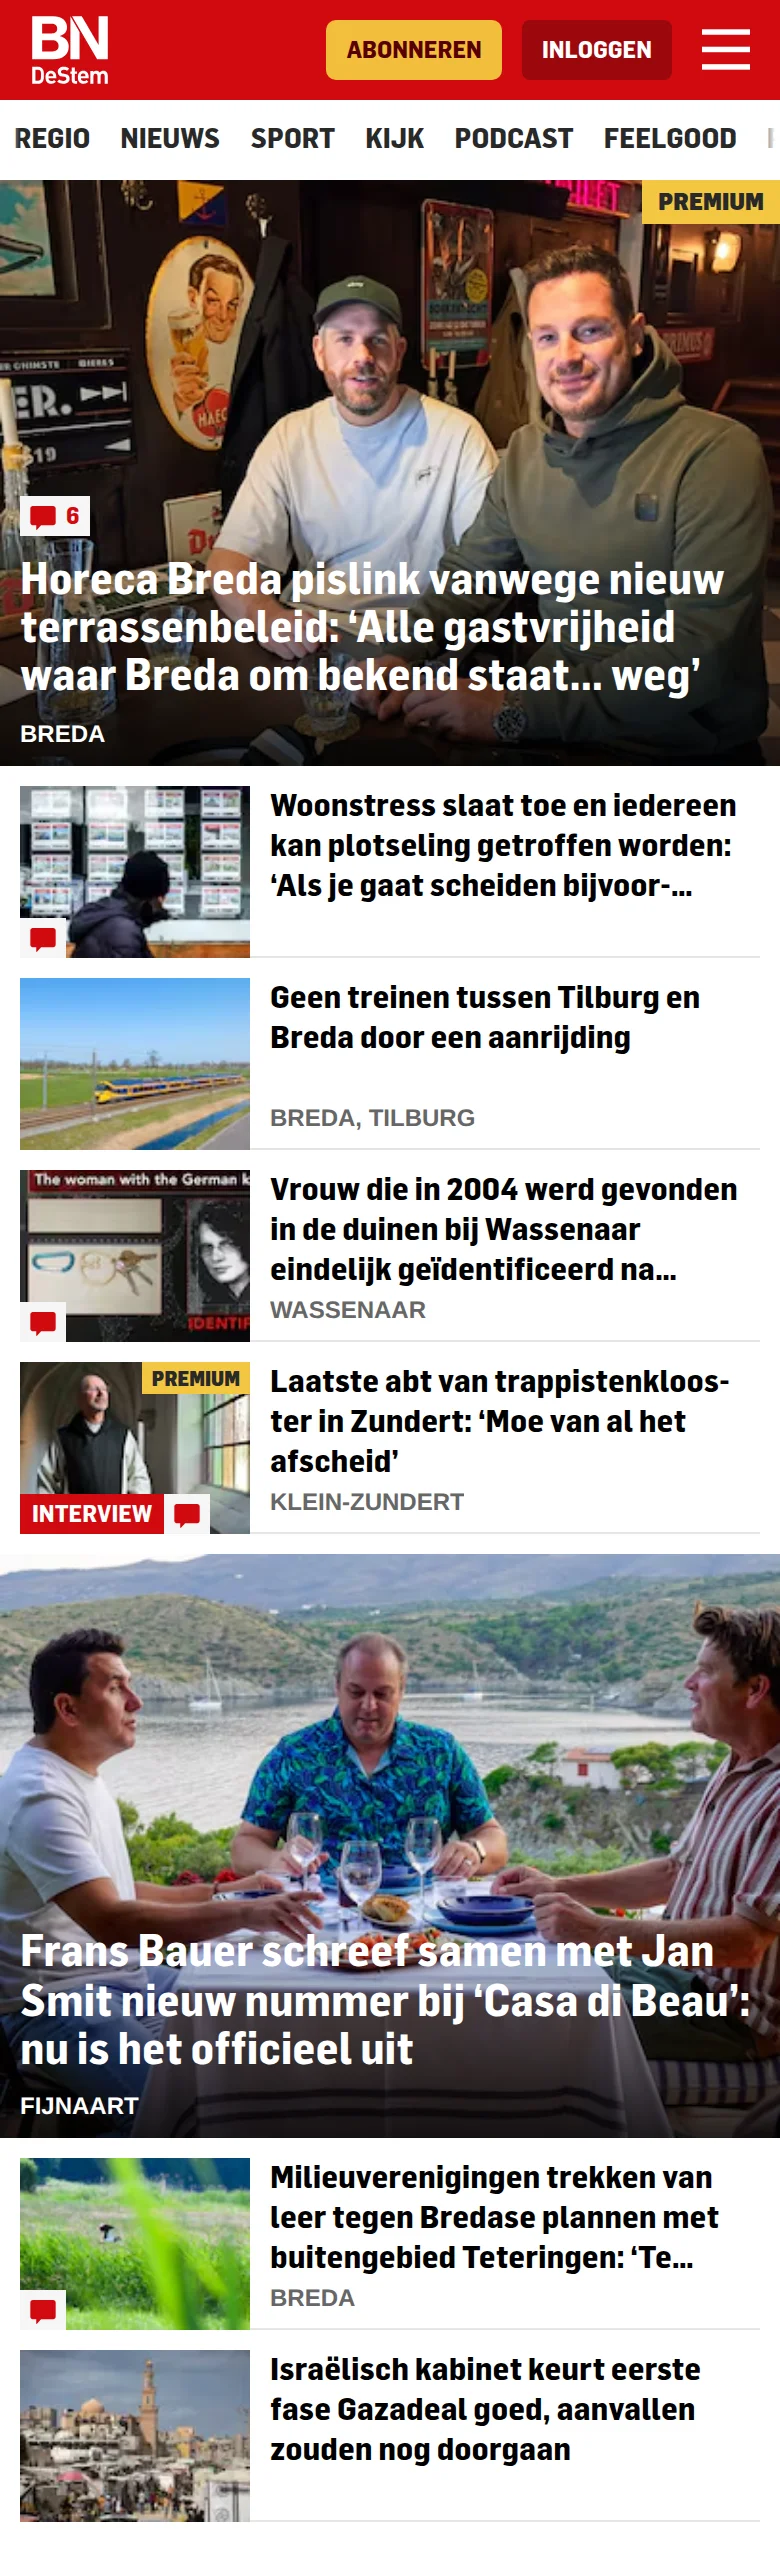 BN
DeStem
ABONNEREN
INLOGGEN
REGIO NIEUWS SPORT KIJK PODCAST FEELGOOD
PREMIUM
HAEC
ER.
S19
6
Horeca Breda pislink vanwege nieuw
terrassenbeleid: ‘Alle gastvrijheid
waar Breda om bekend staat... weg’
BREDA
Woonstress slaat toe en iedereen
kan plotseling getroffen worden:
‘Als je gaat scheiden bijvoor-...
Geen treinen tussen Tilburg en
Breda door een aanrijding
BREDA, TILBURG
The woman with the German k
IDENTIF
Vrouw die in 2004 werd gevonden
in de duinen bij Wassenaar
eindelijk geïdentificeerd na...
WASSENAAR
PREMIUM
INTERVIEW
Laatste abt van trappistenkloos-
ter in Zundert: ‘Moe van al het
afscheid’
KLEIN-ZUNDERT
Frans Bauer schreef samen met Jan
Smit nieuw nummer bij ‘Casa di Beau’:
nu is het officieel uit
FIJNAART
Milieuverenigingen trekken van
leer tegen Bredase plannen met
buitengebied Teteringen: ‘Te...
BREDA
Israëlisch kabinet keurt eerste
fase Gazadeal goed, aanvallen
zouden nog doorgaan